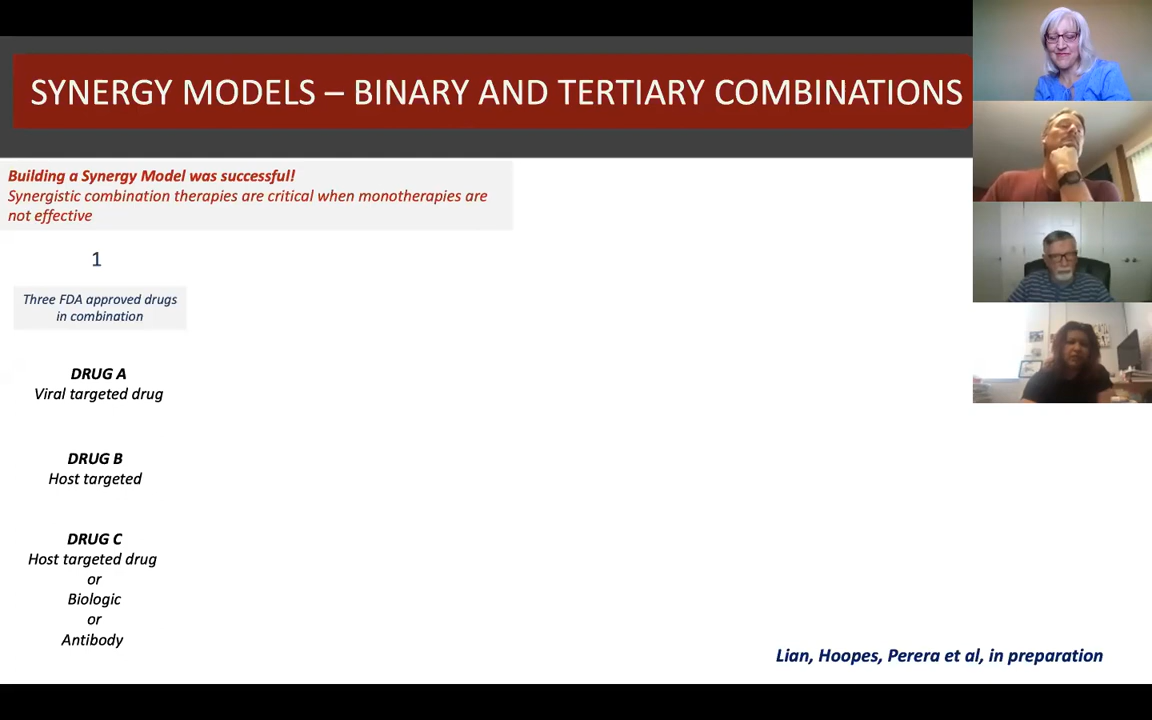 SYNERGY MODELS – BINARY AND TERTIARY COMBINATIONS
Building a Synergy Model was successful!
Synergistic combination therapies are critical when monotherapies are
not effective
1
Three FDA approved drugs
in combination
DRUG A
Viral targeted drug
DRUG B
Host targeted
DRUG C
Host targeted drug
or
Biologic
or
Antibody
Lian, Hoopes, Perera et al, in preparation